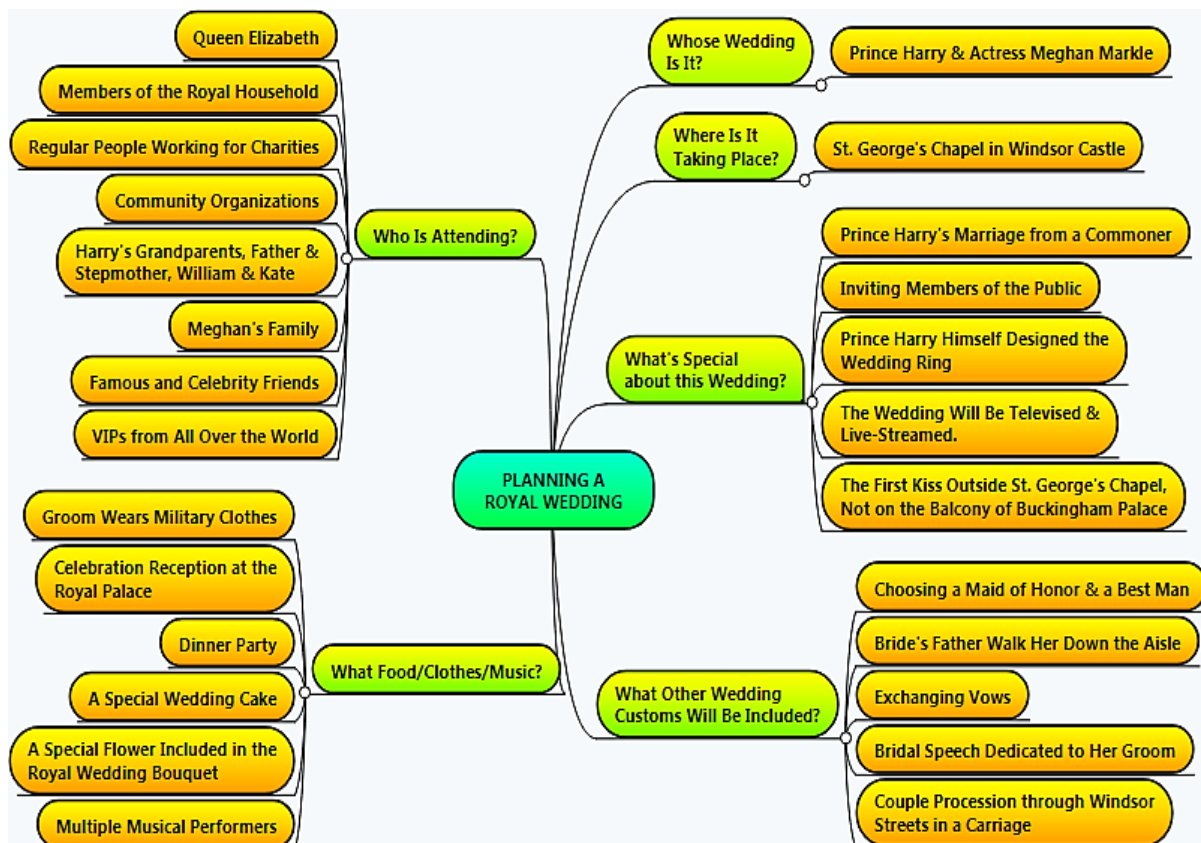 PLANNING A
ROYAL WEDDING
Whose Wedding
Is It?
Prince Harry & Actress Meghan Markle
Where Is It
Taking Place?
St. George's Chapel in Windsor Castle
What's Special
about this Wedding?
Prince Harry's Marriage from a Commoner
Inviting Members of the Public
Prince Harry Himself Designed the
Wedding Ring
The Wedding Will Be Televised &
Live-Streamed.
The First Kiss Outside St. George's Chapel,
Not on the Balcony of Buckingham Palace
What Other Wedding
Customs Will Be Included?
Choosing a Maid of Honor & a Best Man
Bride's Father Walk Her Down the Aisle
Exchanging Vows
Bridal Speech Dedicated to Her Groom
Couple Procession through Windsor
Streets in a Carriage
Who Is Attending?
Queen Elizabeth
Members of the Royal Household
Regular People Working for Charities
Community Organizations
Harry's Grandparents, Father &
Stepmother, William & Kate
Meghan's Family
Famous and Celebrity Friends
VIPs from All Over the World
What Food/Clothes/Music?
Groom Wears Military Clothes
Celebration Reception at the
Royal Palace
Dinner Party
A Special Wedding Cake
A Special Flower Included in the
Royal Wedding Bouquet
Multiple Musical Performers